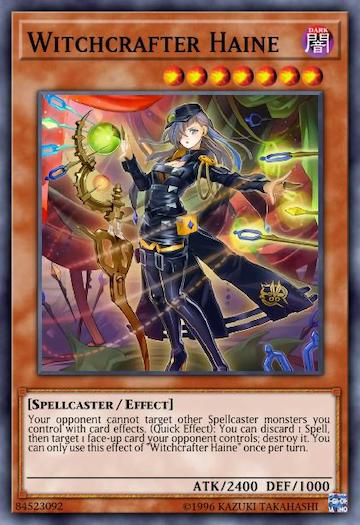 WITCHCRAFTER HAINE
DARK
闇
[SPELLCASTER / EFFECT]
Your opponent cannot target other Spellcaster monsters you
control with card effects. (Quick Effect): You can discard 1 Spell,
then target 1 face-up card your opponent controls; destroy it. You
can only use this effect of "Witchcrafter Haine" once per turn.
ATK/2400 DEF/1000
84523092
©1996 KAZUKI TAKAHASHI